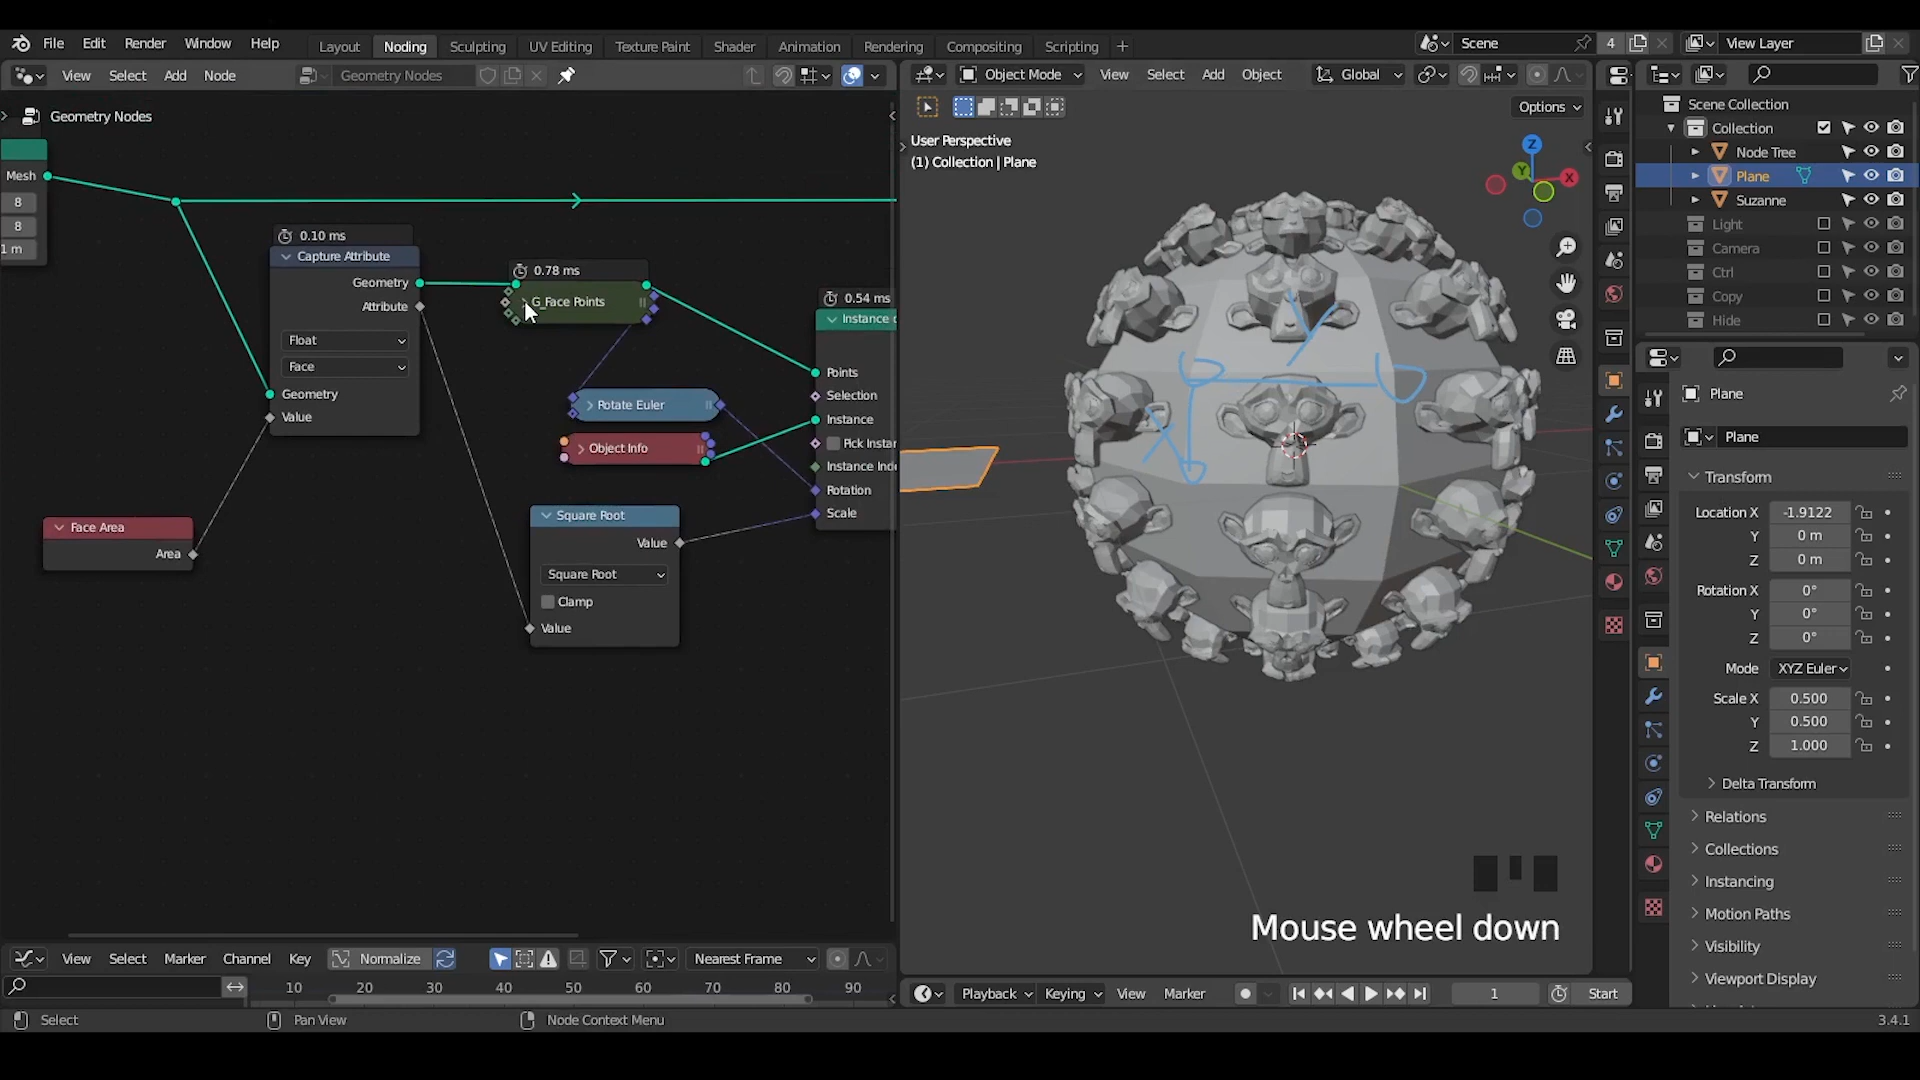 File Edit Render Window Help Layout Noding Sculpting UV Editing Texture Paint Shader Animation Rendering Compositing Scripting Scene 4 View Layer
View Select Add Node Geometry Nodes
Object Mode View Select Add Object Global
Options
Geometry Nodes
User Perspective
(1) Collection | Plane
Z
Y
X
Mesh
8
8
1 m
0.10 ms
Capture Attribute
Geometry
Attribute
Float
Face
Geometry
Value
0.78 ms
G_Face Points
Rotate Euler
Object Info
0.54 ms
Instance
Points
Selection
Instance
Pick Instan
Instance Inde
Rotation
Scale
Face Area
Area
Square Root
Value
Square Root
Clamp
Value
Y
X
Mouse wheel down
Scene Collection
Collection
Node Tree
Plane
Suzanne
Light
Camera
Ctrl
Copy
Hide
Plane
Plane
Transform
Location X -1.9122
Y 0 m
Z 0 m
Rotation X 0°
Y 0°
Z 0°
Mode XYZ Euler
Scale X 0.500
Y 0.500
Z 1.000
Delta Transform
Relations
Collections
Instancing
Motion Paths
Visibility
Viewport Display
View Select Marker Channel Key Normalize Nearest Frame
10 20 30 40 50 60 70 80 90
Playback Keying View Marker 1 Start
Select Pan View Node Context Menu 3.4.1